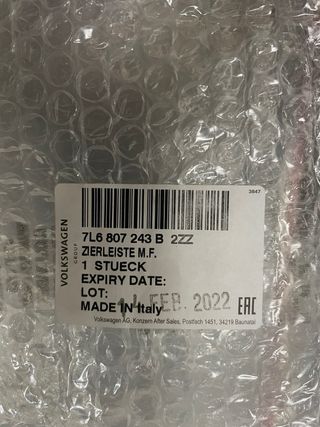 3847
VOLKSWAGEN
GROUP
7L6 807 243 B 2ZZ
ZIERLEISTE M.F.
1 STUECK
EXPIRY DATE:
LOT:
FEB. 2022
MADE IN Italy
EAC
Volkswagen AG, Konzern After Sales, Postfach 1451, 34219 Baunatal